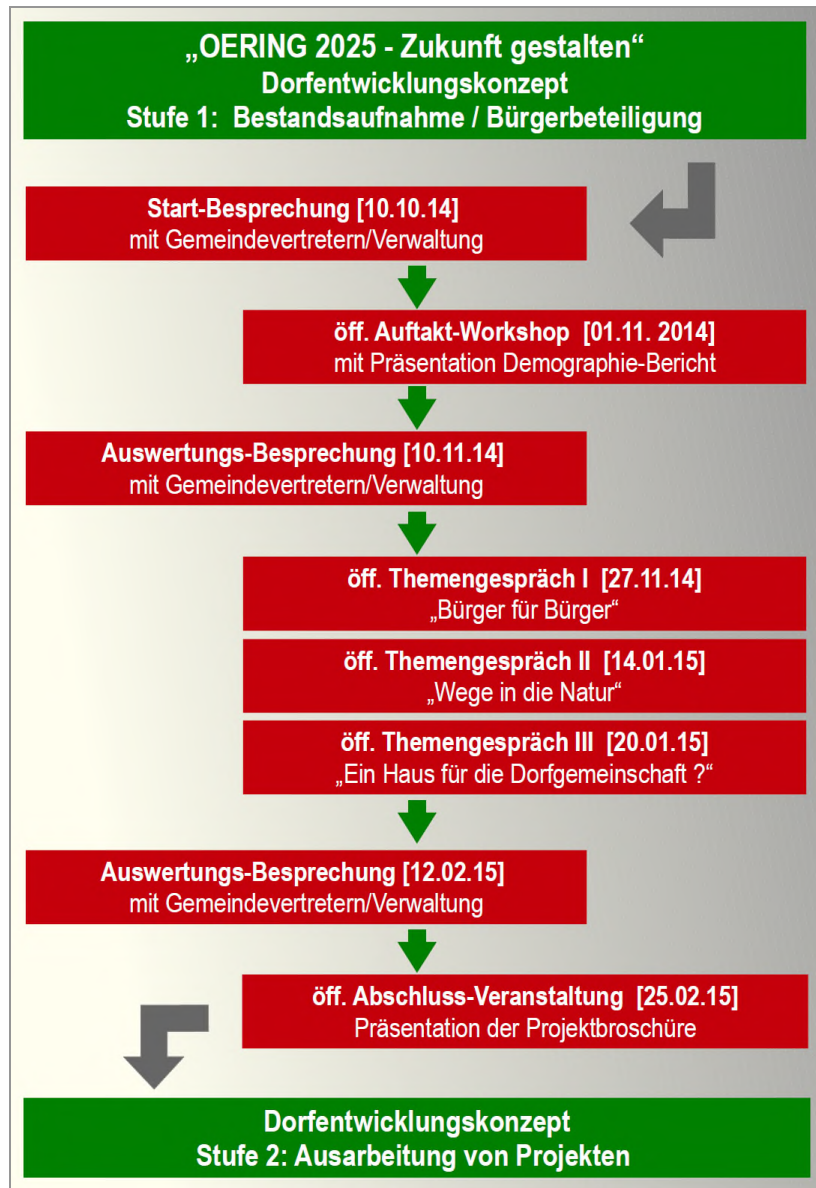 „OERING 2025 - Zukunft gestalten“
Dorfentwicklungskonzept
Stufe 1: Bestandsaufnahme / Bürgerbeteiligung
Start-Besprechung [10.10.14]
mit Gemeindevertretern/Verwaltung
öff. Auftakt-Workshop [01.11. 2014]
mit Präsentation Demographie-Bericht
Auswertungs-Besprechung [10.11.14]
mit Gemeindevertretern/Verwaltung
öff. Themengespräch I [27.11.14]
„Bürger für Bürger“
öff. Themengespräch II [14.01.15]
„Wege in die Natur“
öff. Themengespräch III [20.01.15]
„Ein Haus für die Dorfgemeinschaft ?“
Auswertungs-Besprechung [12.02.15]
mit Gemeindevertretern/Verwaltung
öff. Abschluss-Veranstaltung [25.02.15]
Präsentation der Projektbroschüre
Dorfentwicklungskonzept
Stufe 2: Ausarbeitung von Projekten